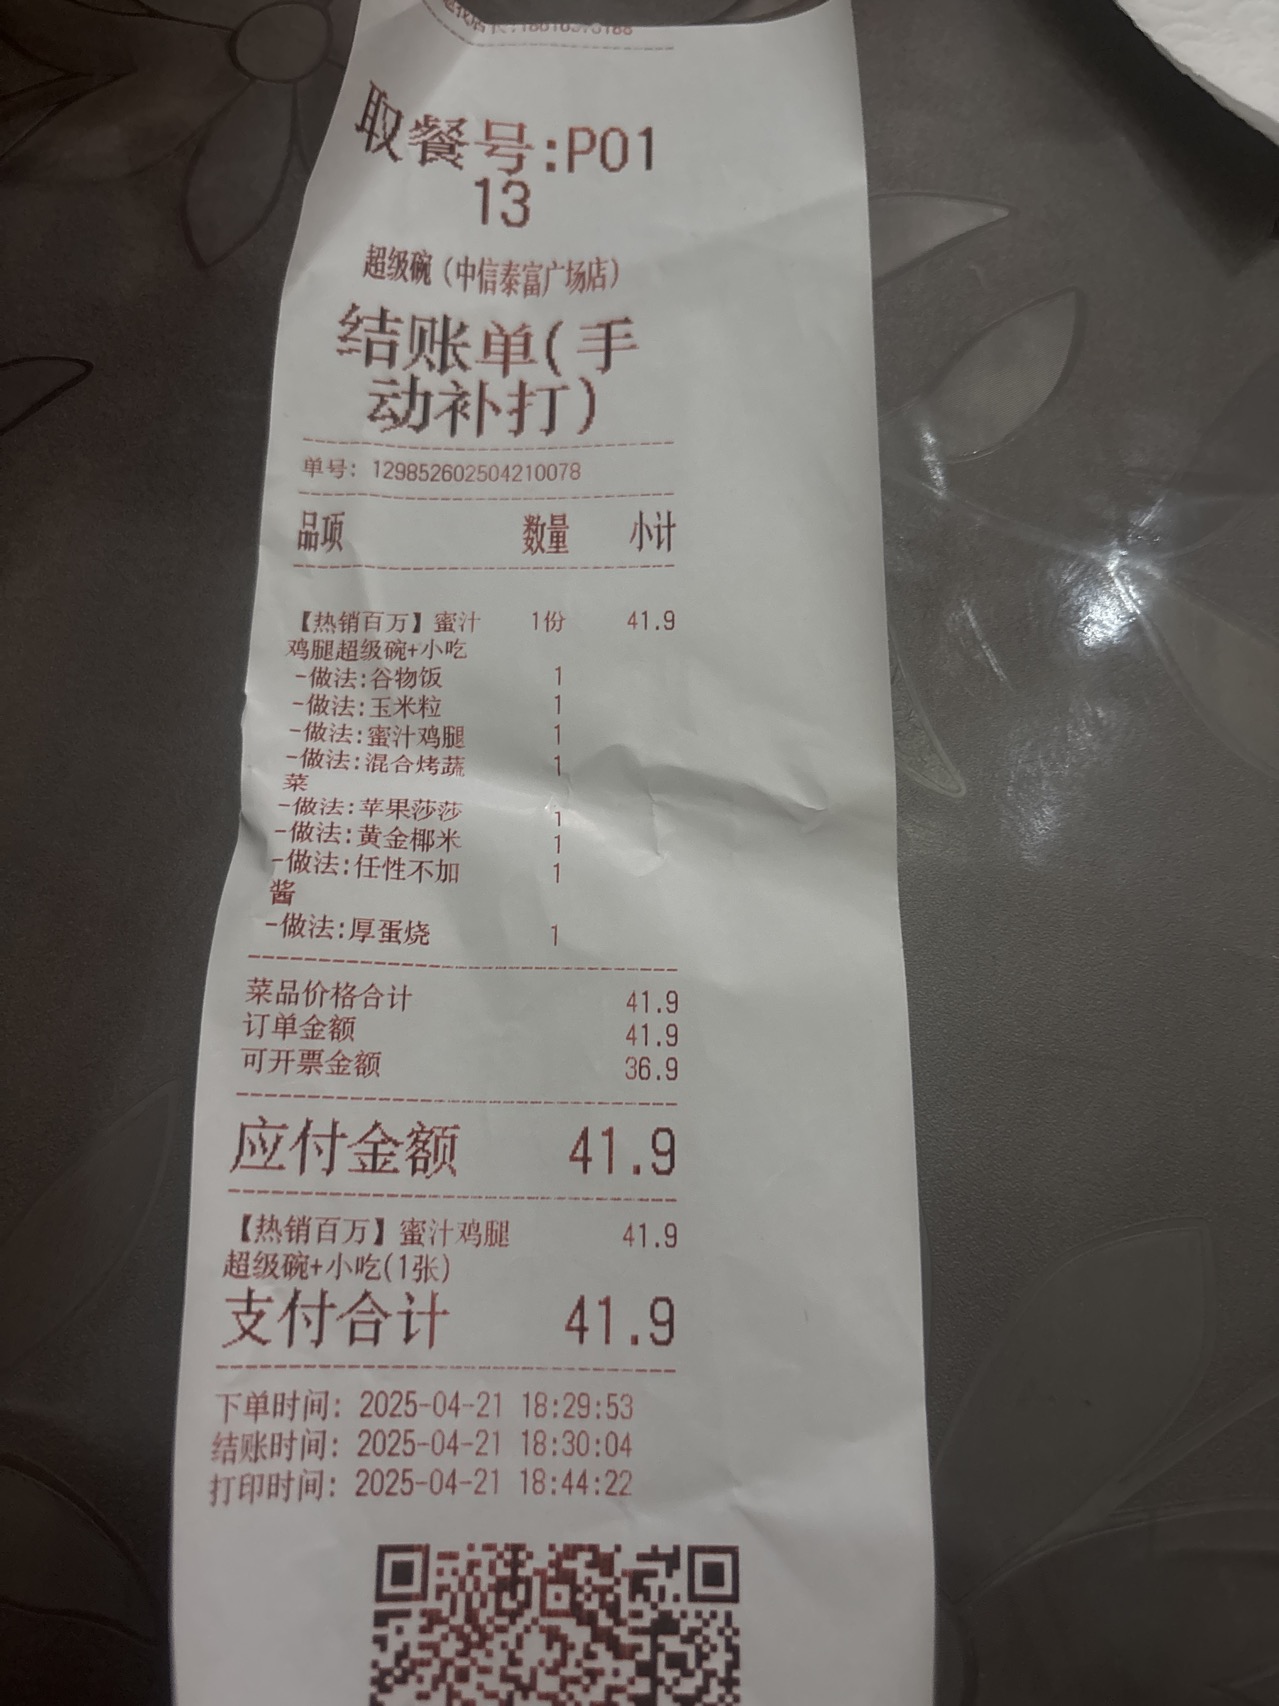 取餐号:P01
13
超级碗（中信泰富广场店）
结账单(手
动补打)
单号: 129852602504210078
品项 数量 小计
【热销百万】蜜汁 1份 41.9
鸡腿超级碗+小吃
-做法:谷物饭 1
-做法:玉米粒 1
-做法:蜜汁鸡腿 1
-做法:混合烤蔬 1
菜
-做法:苹果莎莎 1
-做法:黄金椰米 1
-做法:任性不加 1
酱
-做法:厚蛋烧 1
菜品价格合计 41.9
订单金额 41.9
可开票金额 36.9
应付金额 41.9
【热销百万】蜜汁鸡腿 41.9
超级碗+小吃(1张)
支付合计 41.9
下单时间: 2025-04-21 18:29:53
结账时间: 2025-04-21 18:30:04
打印时间: 2025-04-21 18:44:22